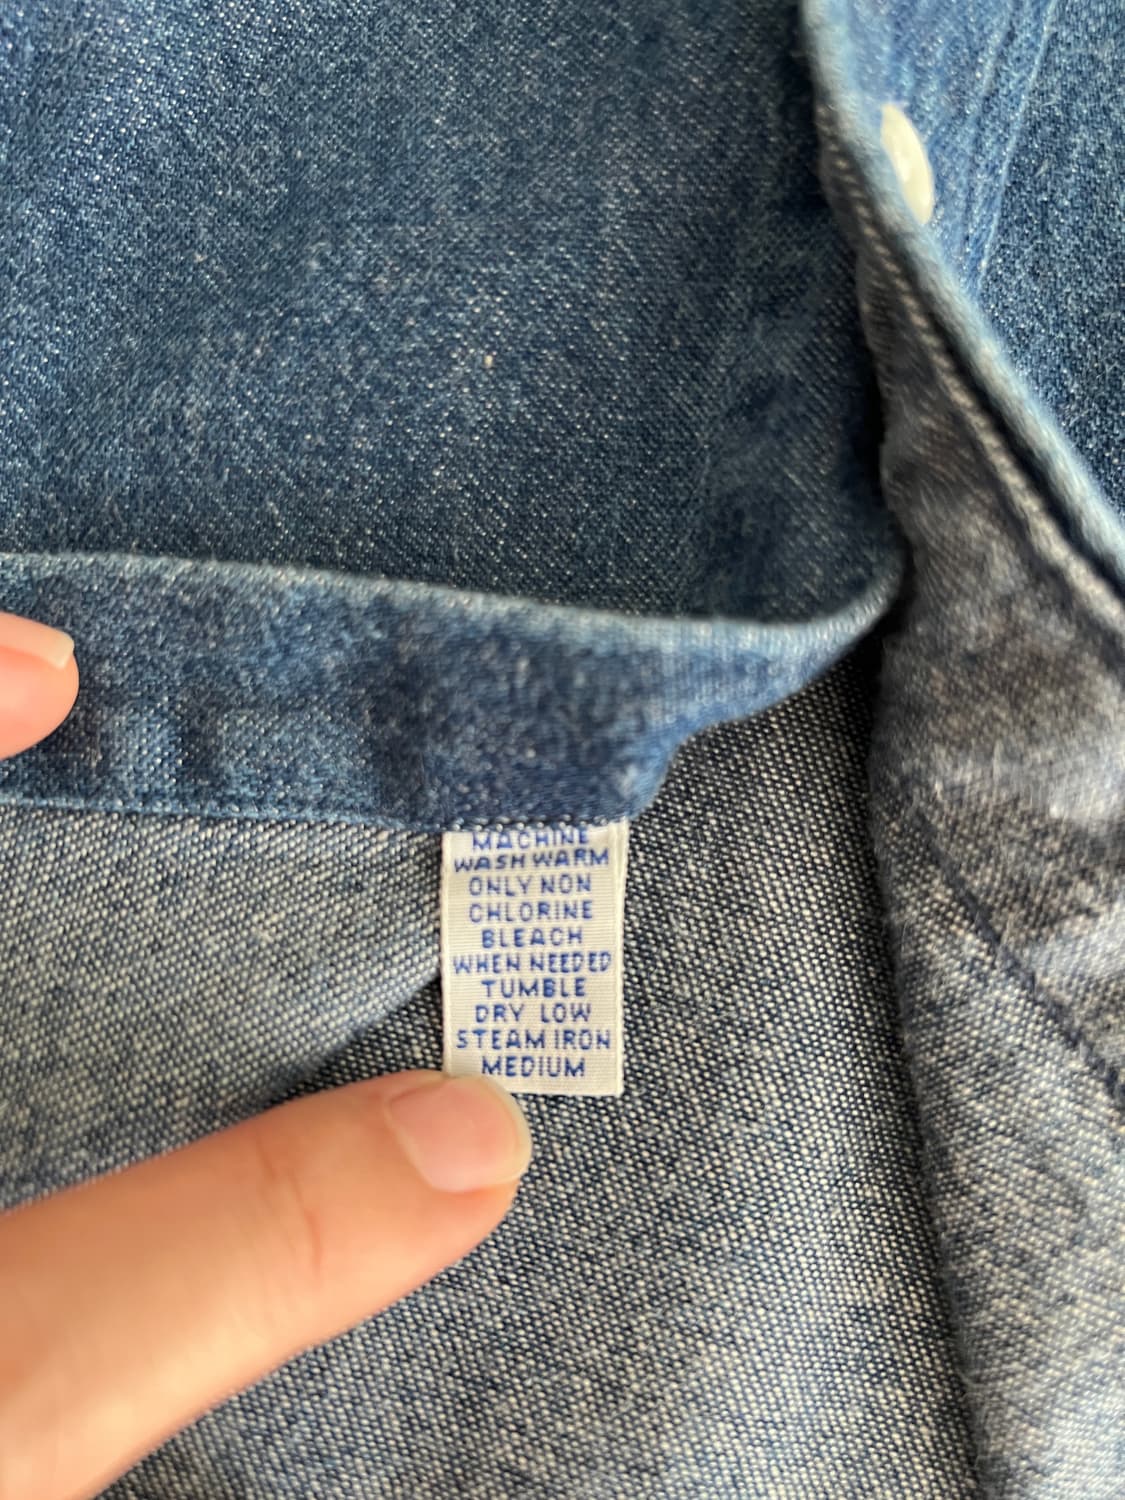 MACHINE
WASH WARM
ONLY NON
CHLORINE
BLEACH
WHEN NEEDED
TUMBLE
DRY LOW
STEAM IRON
MEDIUM